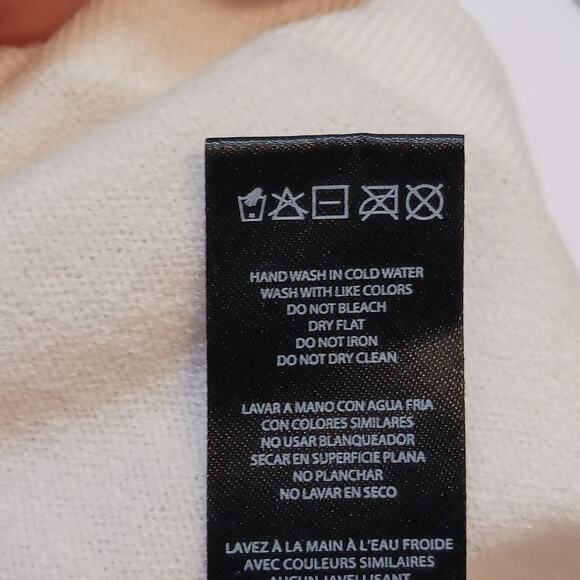 HAND WASH IN COLD WATER
WASH WITH LIKE COLORS
DO NOT BLEACH
DRY FLAT
DO NOT IRON
DO NOT DRY CLEAN
LAVAR A MANO CON AGUA FRIA
CON COLORES SIMILARES
NO USAR BLANQUEADOR
SECAR EN SUPERFICIE PLANA
NO PLANCHAR
NO LAVAR EN SECO
LAVEZ À LA MAIN À L'EAU FROIDE
AVEC COULEURS SIMILAIRES
AUCUN JAVELLISANT